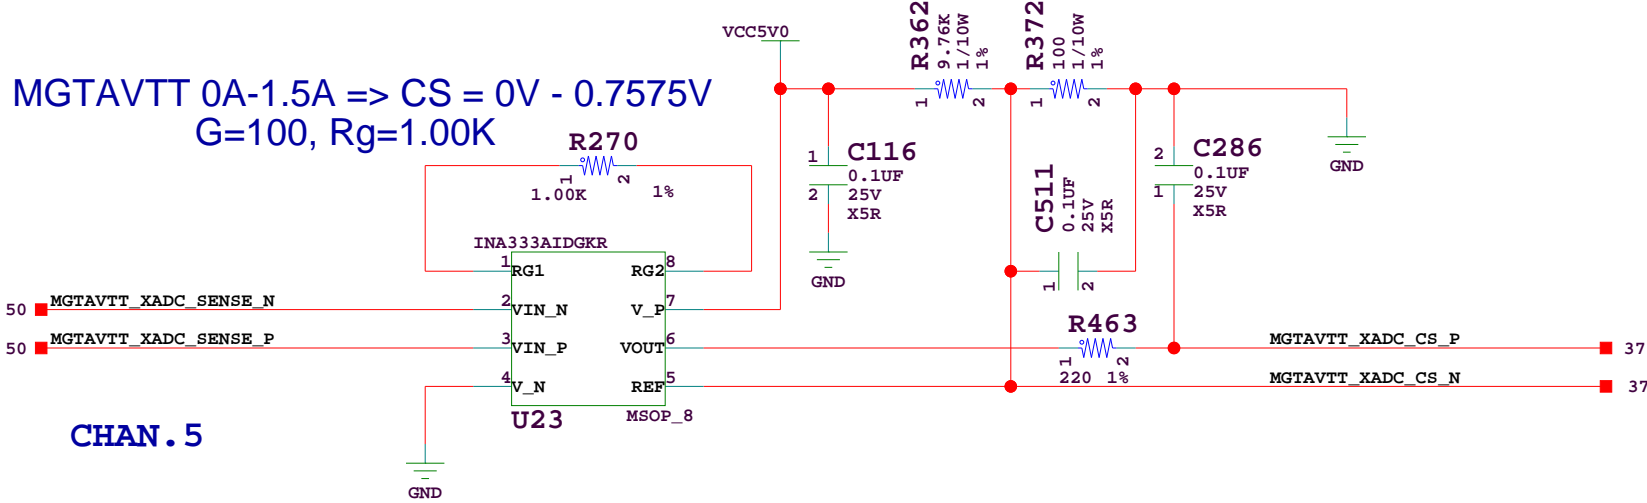 VCC5V0
R362
9.76K
1/10W
1%
1
2
R372
100
1/10W
1%
1
2
MGTAVTT 0A-1.5A => CS = 0V - 0.7575V
G=100, Rg=1.00K
R270
1
2
1.00K
1%
1
C116
0.1UF
2
25V
X5R
GND
C511
0.1UF
25V
X5R
1
2
2
C286
0.1UF
1
25V
X5R
GND
INA333AIDGKR
1
RG1
RG2
8
50
MGTAVTT_XADC_SENSE_N
2
VIN_N
V_P
7
50
MGTAVTT_XADC_SENSE_P
3
VIN_P
VOUT
6
4
V_N
REF
5
U23
MSOP_8
R463
1
2
220
1%
MGTAVTT_XADC_CS_P
37
MGTAVTT_XADC_CS_N
37
CHAN.5
GND